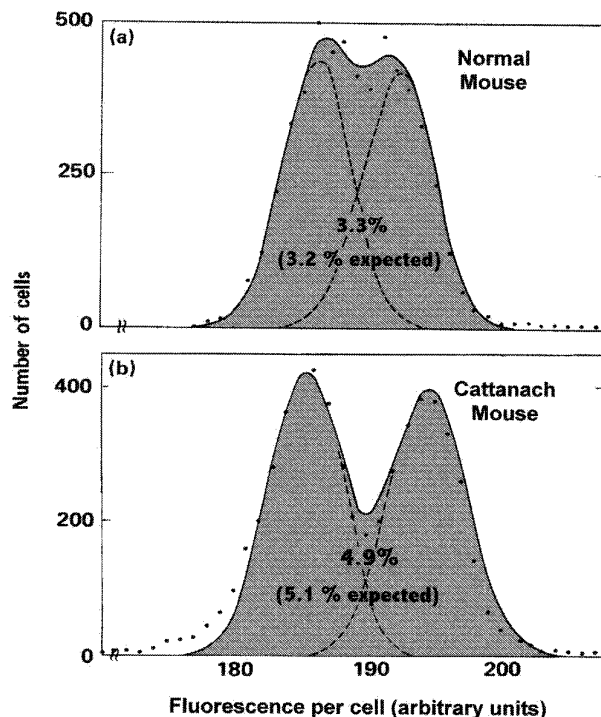 500
(a)
Normal
Mouse
250
3.3%
(3.2 % expected)
0
Number of cells
(b)
Cattanach
Mouse
400
200
4.9%
(5.1 % expected)
0
180 190 200
Fluorescence per cell (arbitrary units)